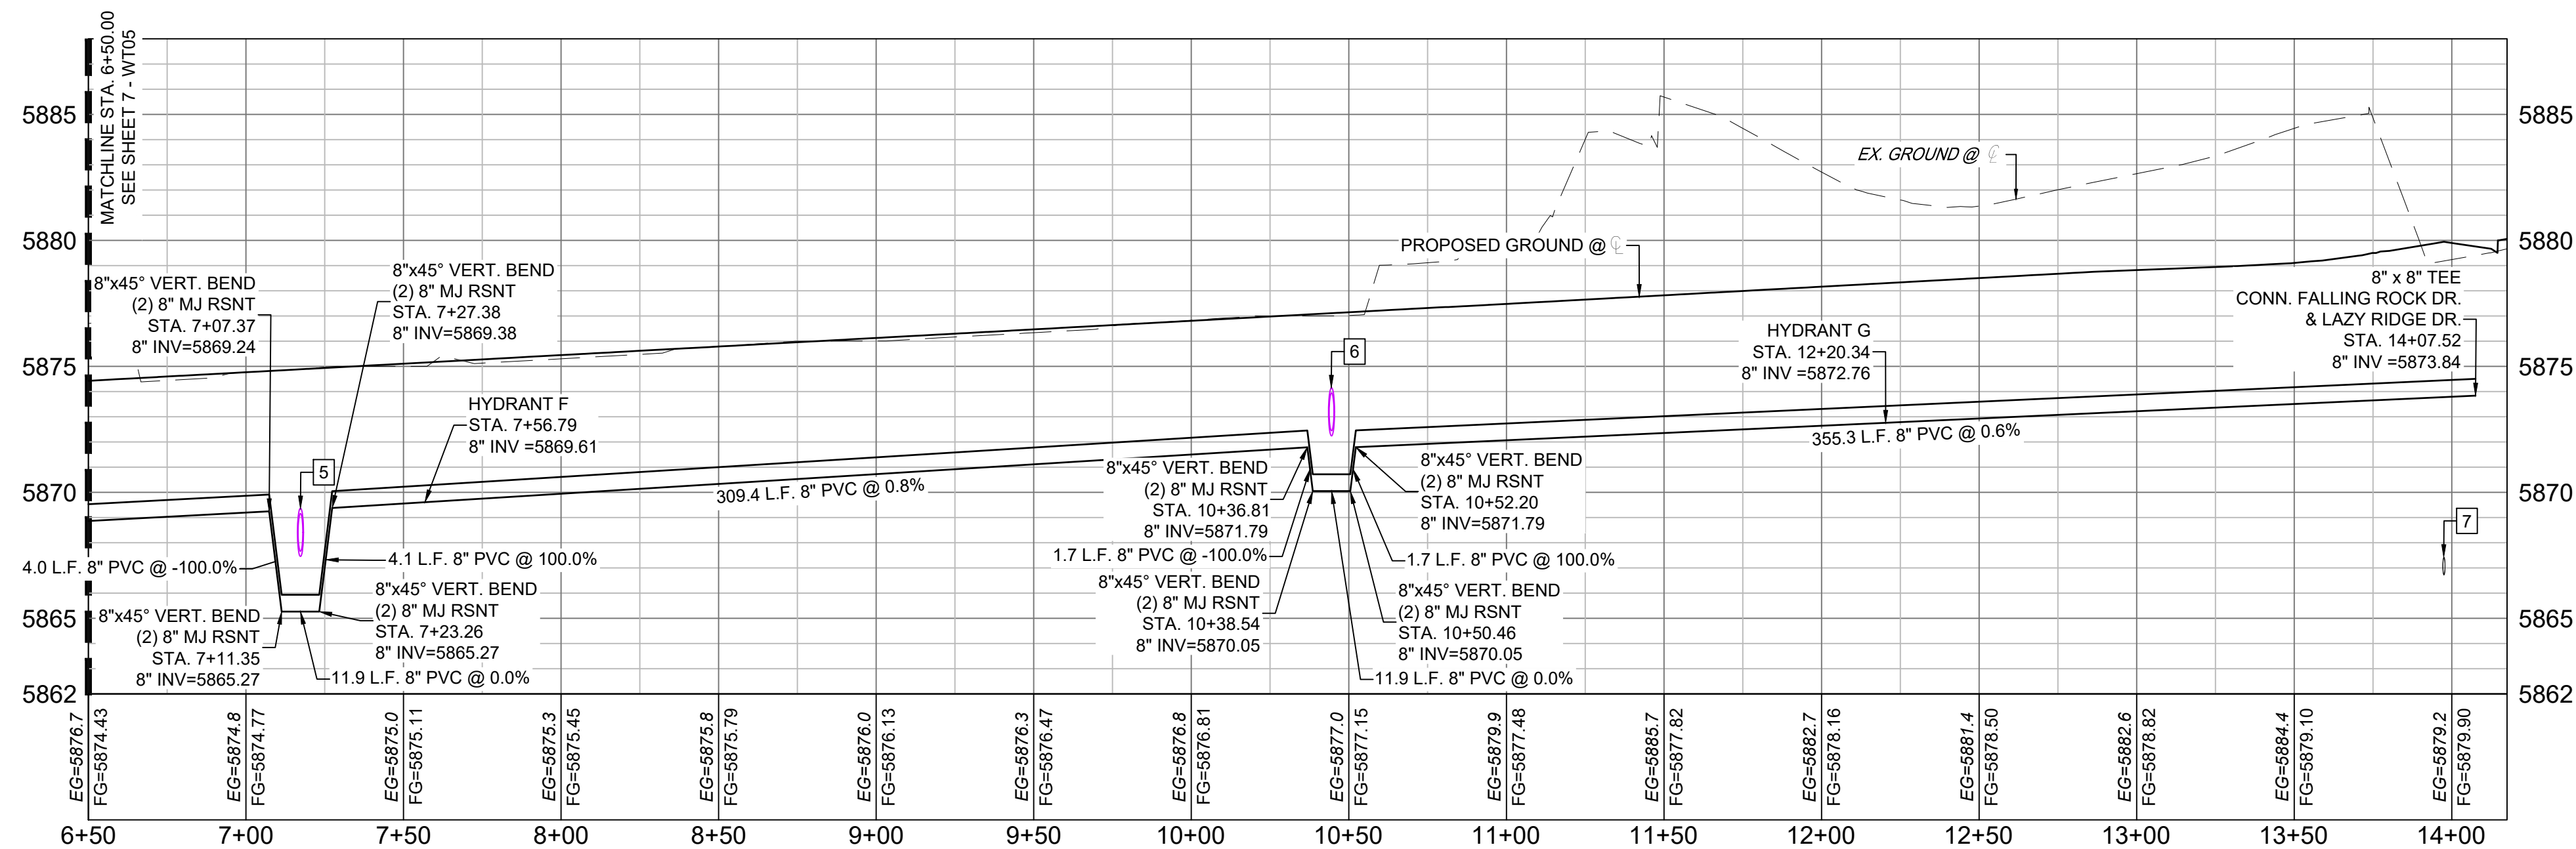 MATCHLINE STA. 6+50.00
SEE SHEET 7 - WT05
5885
5880
5875
5870
5865
5862
5885
5880
5875
5870
5865
5862
8"x45° VERT. BEND
(2) 8" MJ RSNT
STA. 7+07.37
8" INV=5869.24
8"x45° VERT. BEND
(2) 8" MJ RSNT
STA. 7+27.38
8" INV=5869.38
HYDRANT F
STA. 7+56.79
8" INV =5869.61
5
4.0 L.F. 8" PVC @ -100.0%
4.1 L.F. 8" PVC @ 100.0%
8"x45° VERT. BEND
(2) 8" MJ RSNT
STA. 7+11.35
8" INV=5865.27
8"x45° VERT. BEND
(2) 8" MJ RSNT
STA. 7+23.26
8" INV=5865.27
11.9 L.F. 8" PVC @ 0.0%
309.4 L.F. 8" PVC @ 0.8%
PROPOSED GROUND @ ℄
EX. GROUND @ ℄
6
8"x45° VERT. BEND
(2) 8" MJ RSNT
STA. 10+36.81
8" INV=5871.79
1.7 L.F. 8" PVC @ -100.0%
8"x45° VERT. BEND
(2) 8" MJ RSNT
STA. 10+38.54
8" INV=5870.05
8"x45° VERT. BEND
(2) 8" MJ RSNT
STA. 10+52.20
8" INV=5871.79
1.7 L.F. 8" PVC @ 100.0%
8"x45° VERT. BEND
(2) 8" MJ RSNT
STA. 10+50.46
8" INV=5870.05
11.9 L.F. 8" PVC @ 0.0%
HYDRANT G
STA. 12+20.34
8" INV =5872.76
355.3 L.F. 8" PVC @ 0.6%
8" x 8" TEE
CONN. FALLING ROCK DR.
& LAZY RIDGE DR.
STA. 14+07.52
8" INV =5873.84
7
EG=5876.7
FG=5874.43
EG=5874.8
FG=5874.77
EG=5875.0
FG=5875.11
EG=5875.3
FG=5875.45
EG=5875.8
FG=5875.79
EG=5876.0
FG=5876.13
EG=5876.3
FG=5876.47
EG=5876.8
FG=5876.81
EG=5877.0
FG=5877.15
EG=5879.9
FG=5877.48
EG=5885.7
FG=5877.82
EG=5882.7
FG=5878.16
EG=5881.4
FG=5878.50
EG=5882.6
FG=5878.82
EG=5884.4
FG=5879.10
EG=5879.2
FG=5879.90
6+50
7+00
7+50
8+00
8+50
9+00
9+50
10+00
10+50
11+00
11+50
12+00
12+50
13+00
13+50
14+00